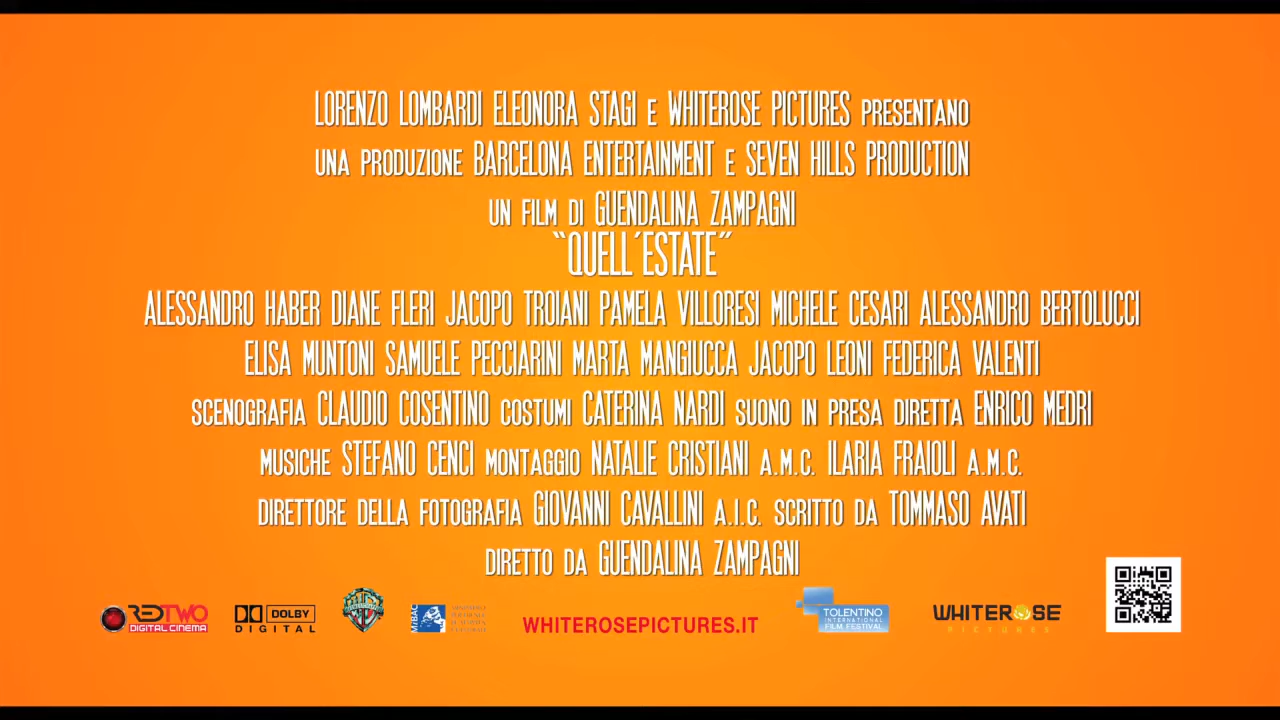 LORENZO LOMBARDI ELEONORA STAGI E WHITEROSE PICTURES PRESENTANO
UNA PRODUZIONE BARCELONA ENTERTAINMENT E SEVEN HILLS PRODUCTION
UN FILM DI GUENDALINA ZAMPAGNI
"QUELL'ESTATE"
ALESSANDRO HABER DIANE FLERI JACOPO TROIANI PAMELA VILLORESI MICHELE CESARI ALESSANDRO BERTOLUCCI
ELISA MUNTONI SAMUELE PECCIARINI MARTA MANGIUCCA JACOPO LEONI FEDERICA VALENTI
SCENOGRAFIA CLAUDIO COSENTINO COSTUMI CATERINA NARDI SUONO IN PRESA DIRETTA ENRICO MEDRI
MUSICHE STEFANO CENCI MONTAGGIO NATALIE CRISTIANI A.M.C. ILARIA FRAIOLI A.M.C.
DIRETTORE DELLA FOTOGRAFIA GIOVANNI CAVALLINI A.I.C. SCRITTO DA TOMMASO AVATI
DIRETTO DA GUENDALINA ZAMPAGNI
REDTWO
DIGITAL CINEMA
DOLBY
DIGITAL
MiBAC
WHITEROSEPICTURES.IT
TOLENTINO
INTERNATIONAL
FILM FESTIVAL
WHITEROSE
PICTURES